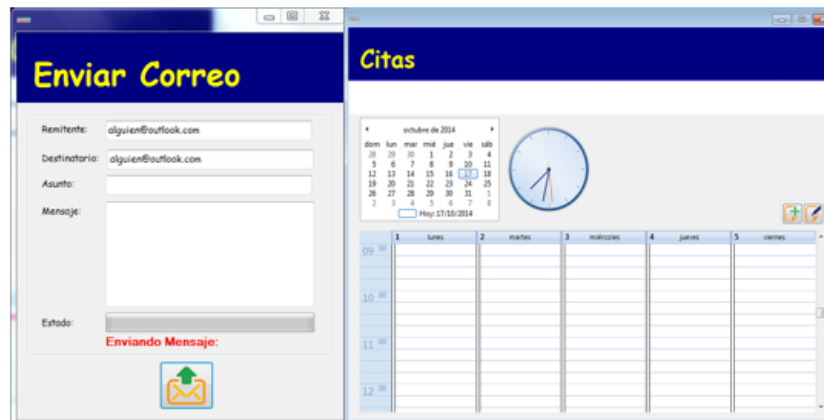 Enviar Correo
Remitente: alguien@outlook.com
Destinatario: alguien@outlook.com
Asunto:
Mensaje:
Estado:
Enviando Mensaje:
Citas
octubre de 2014
dom lun mar mié jue vie sáb
28 29 30 1 2 3 4
5 6 7 8 9 10 11
12 13 14 15 16 17 18
19 20 21 22 23 24 25
26 27 28 29 30 31 1
2 3 4 5 6 7 8
Hoy: 17/10/2014
1 lunes 2 martes 3 miércoles 4 jueves 5 viernes
09 00
10 00
11 00
12 00